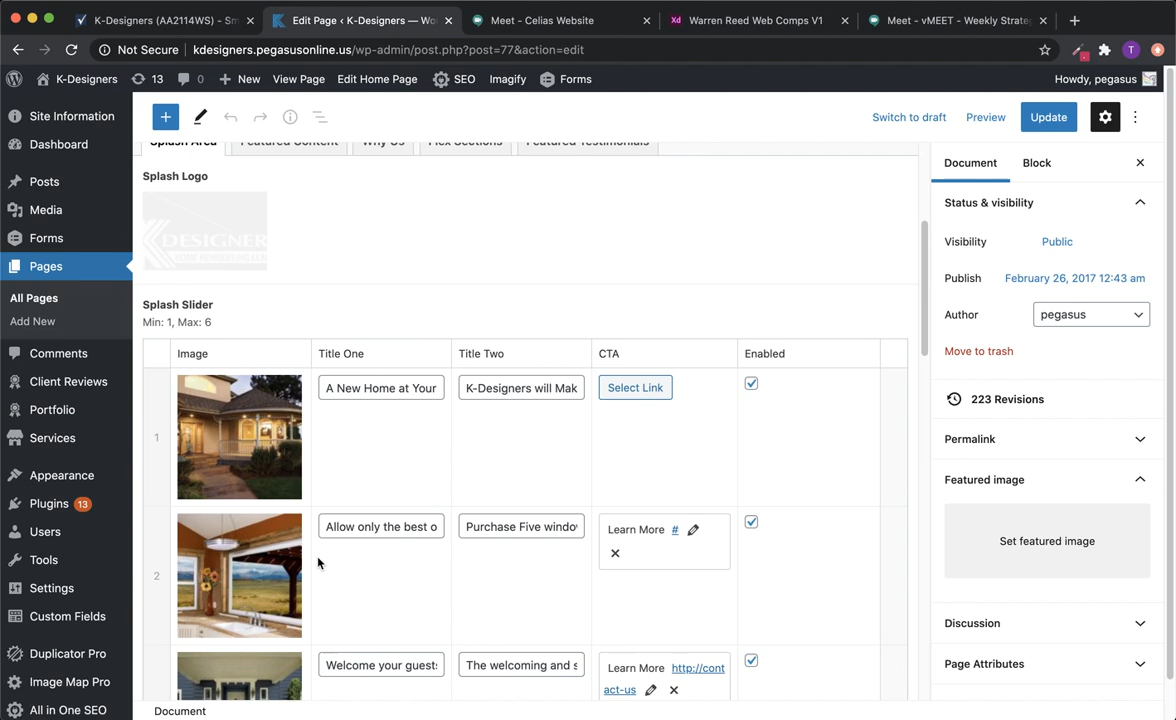 K-Designers (AA2114WS) - Sm
Edit Page ‹ K-Designers — Wo
Meet - Celias Website
Warren Reed Web Comps V1
Meet - vMEET - Weekly Strate
Not Secure
kdesigners.pegasusonline.us/wp-admin/post.php?post=77&action=edit
K-Designers
13
0
New
View Page
Edit Home Page
SEO
Imagify
Forms
Howdy, pegasus
Site Information
Dashboard
Posts
Media
Forms
Pages
All Pages
Add New
Comments
Client Reviews
Portfolio
Services
Appearance
Plugins 13
Users
Tools
Settings
Custom Fields
Duplicator Pro
Image Map Pro
All in One SEO
Switch to draft
Preview
Update
Splash Area
Featured Content
Why Us
Flex Sections
Featured Testimonials
Splash Logo
DESIGNER
Splash Slider
Min: 1, Max: 6
Image
Title One
Title Two
CTA
Enabled
1
A New Home at Your
K-Designers will Mak
Select Link
2
Allow only the best o
Purchase Five windov
Learn More #
Welcome your guest:
The welcoming and s
Learn More http://cont
act-us
Document
Document
Block
Status & visibility
Visibility
Public
Publish
February 26, 2017 12:43 am
Author
pegasus
Move to trash
223 Revisions
Permalink
Featured image
Set featured image
Discussion
Page Attributes